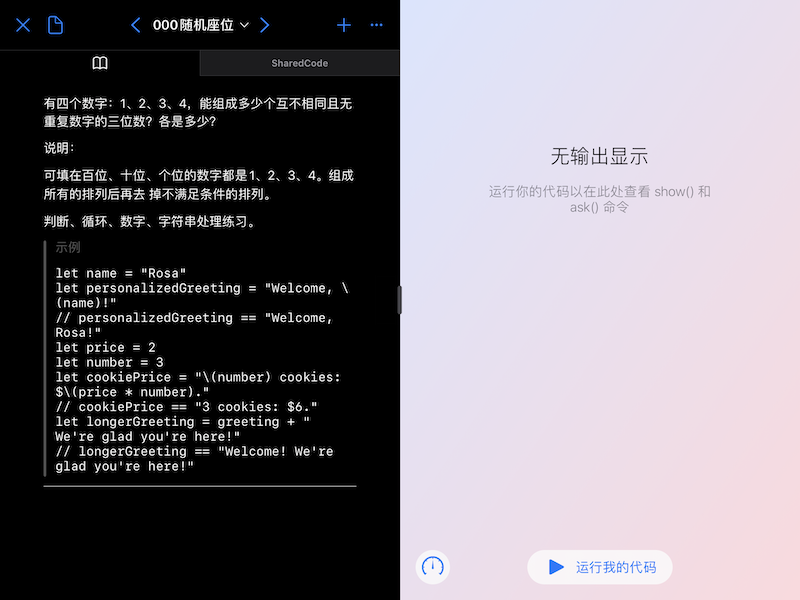 000随机座位
SharedCode
有四个数字：1、2、3、4，能组成多少个互不相同且无
重复数字的三位数？各是多少？
说明：
可填在百位、十位、个位的数字都是1、2、3、4。组成
所有的排列后再去 掉不满足条件的排列。
判断、循环、数字、字符串处理练习。
示例
let name = "Rosa"
let personalizedGreeting = "Welcome, \
(name)!"
// personalizedGreeting == "Welcome,
Rosa!"
let price = 2
let number = 3
let cookiePrice = "\(number) cookies:
$\(price * number)."
// cookiePrice == "3 cookies: $6."
let longerGreeting = greeting + "
We're glad you're here!"
// longerGreeting == "Welcome! We're
glad you're here!"
无输出显示
运行你的代码以在此处查看 show() 和
ask() 命令
运行我的代码